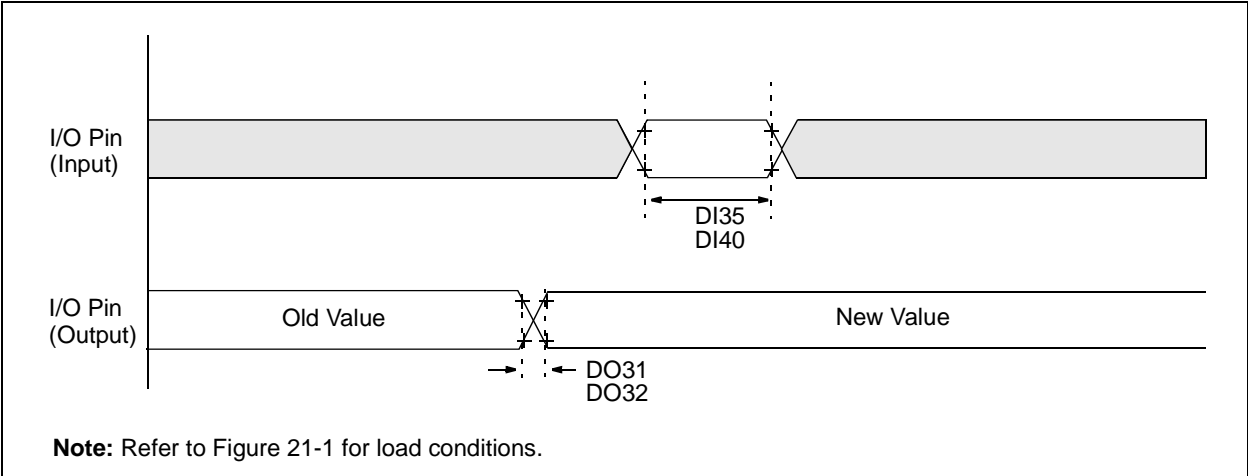 I/O Pin
(Input)
DI35
DI40
I/O Pin
(Output)
Old Value
New Value
DO31
DO32
Note: Refer to Figure 21-1 for load conditions.